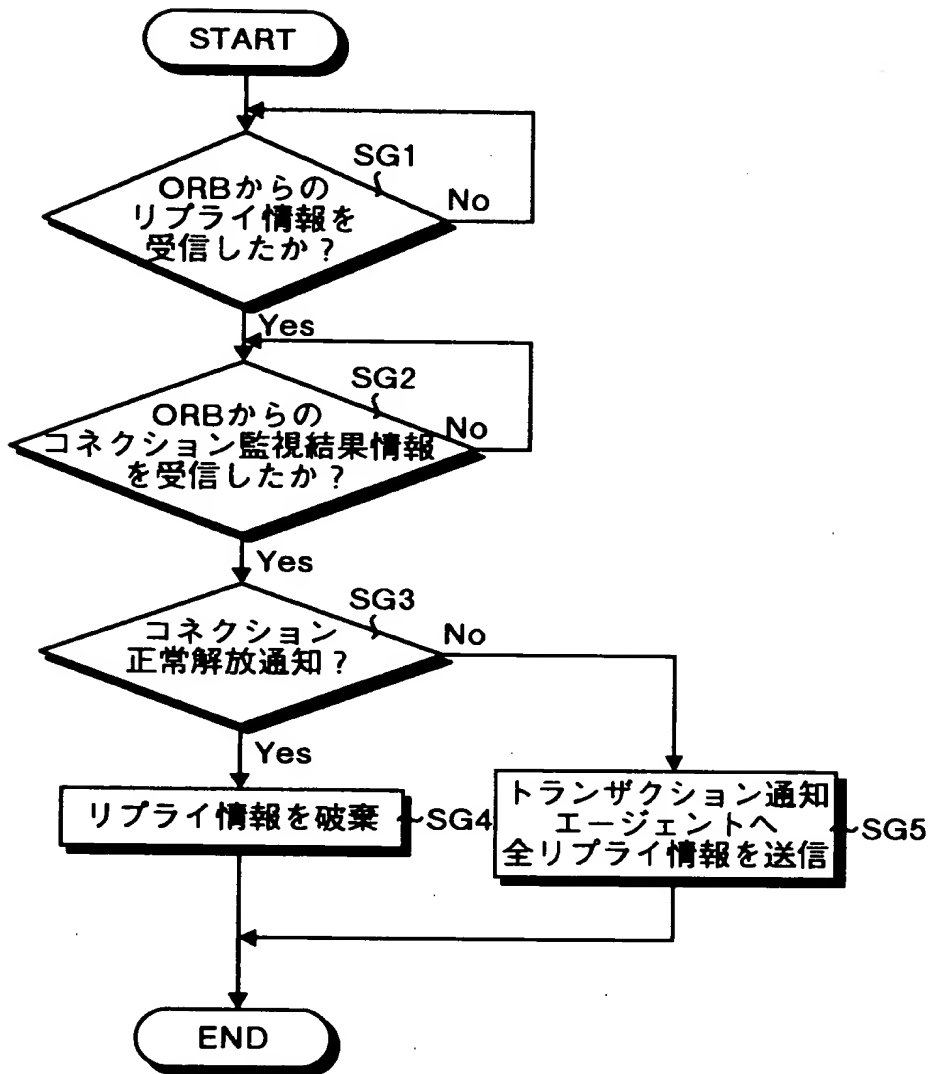 START
SG1
ORBからの
リプライ情報を
受信したか？
No
Yes
SG2
ORBからの
コネクション監視結果情報
を受信したか？
No
Yes
SG3
コネクション
正常解放通知？
No
Yes
リプライ情報を破棄
SG4
トランザクション通知
エージェントへ
全リプライ情報を送信
SG5
END